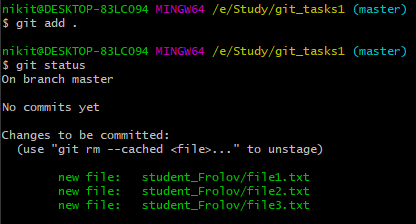 nikit@DESKTOP-83LC094 MINGW64 /e/Study/git_tasks1 (master)
$ git add .

nikit@DESKTOP-83LC094 MINGW64 /e/Study/git_tasks1 (master)
$ git status
On branch master

No commits yet

Changes to be committed:
  (use "git rm --cached <file>..." to unstage)

        new file:   student_Frolov/file1.txt
        new file:   student_Frolov/file2.txt
        new file:   student_Frolov/file3.txt